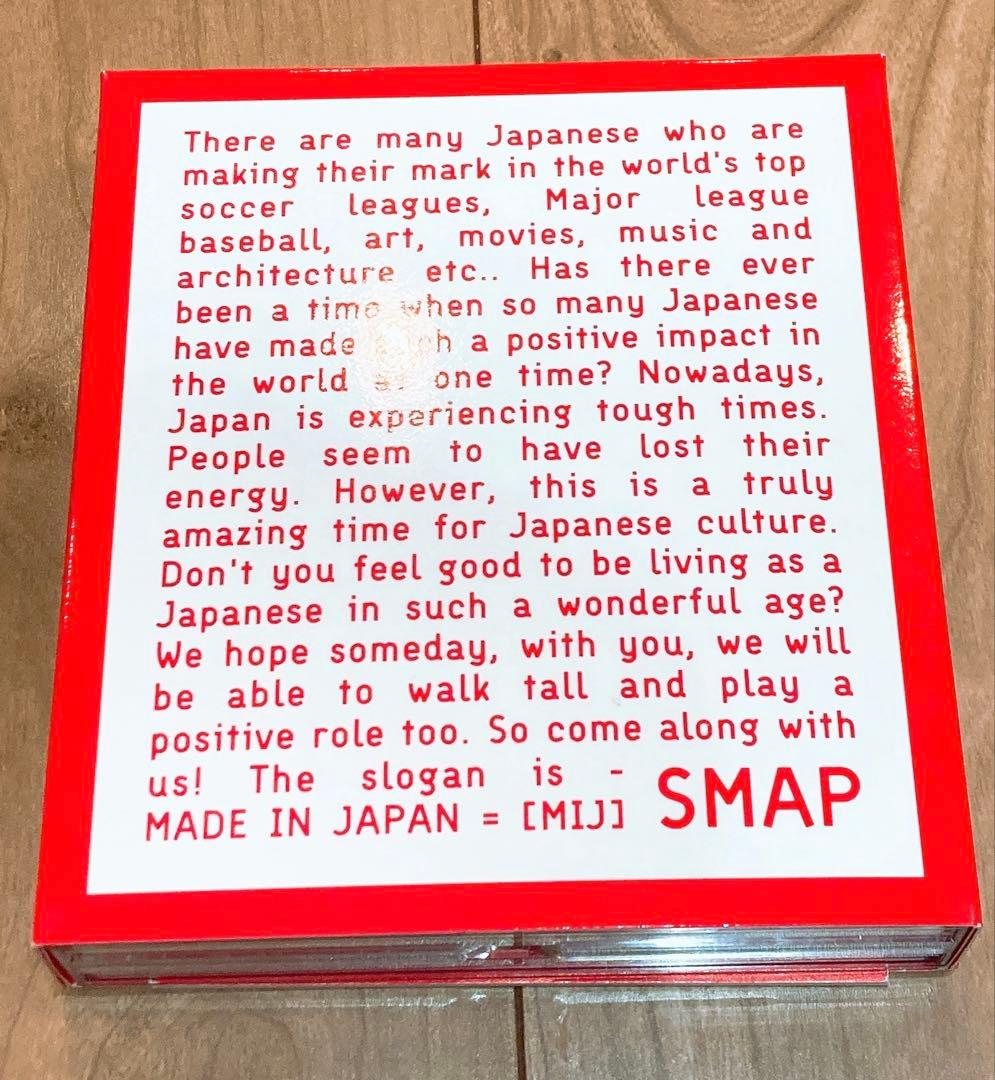 There are many Japanese who are
making their mark in the world's top
soccer leagues, Major league
baseball, art, movies, music and
architecture etc.. Has there ever
been a time when so many Japanese
have made such a positive impact in
the world at one time? Nowadays,
Japan is experiencing tough times.
People seem to have lost their
energy. However, this is a truly
amazing time for Japanese culture.
Don't you feel good to be living as a
Japanese in such a wonderful age?
We hope someday, with you, we will
be able to walk tall and play a
positive role too. So come along with
us! The slogan is -
MADE IN JAPAN = [MIJ]
SMAP